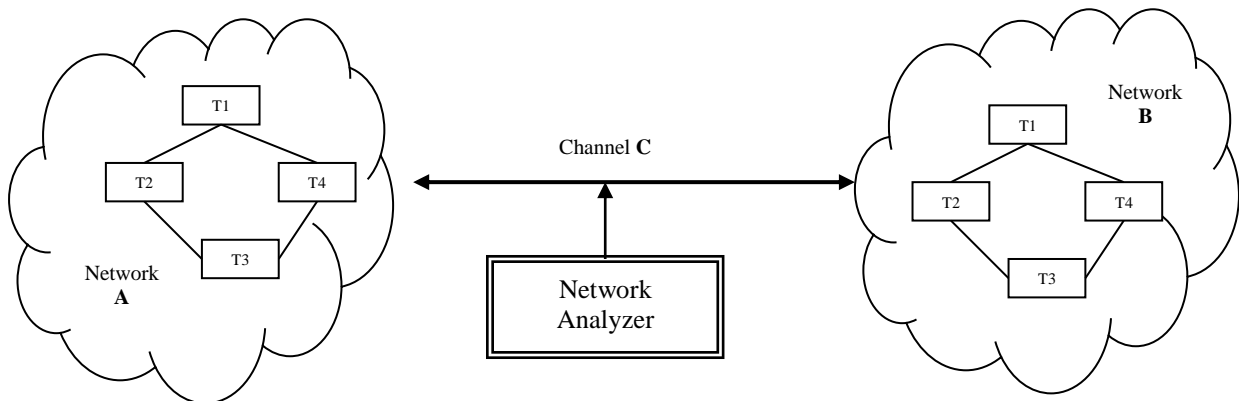 T1
T2
T4
T3
Network
A
Channel C
Network
Analyzer
Network
B
T1
T2
T4
T3